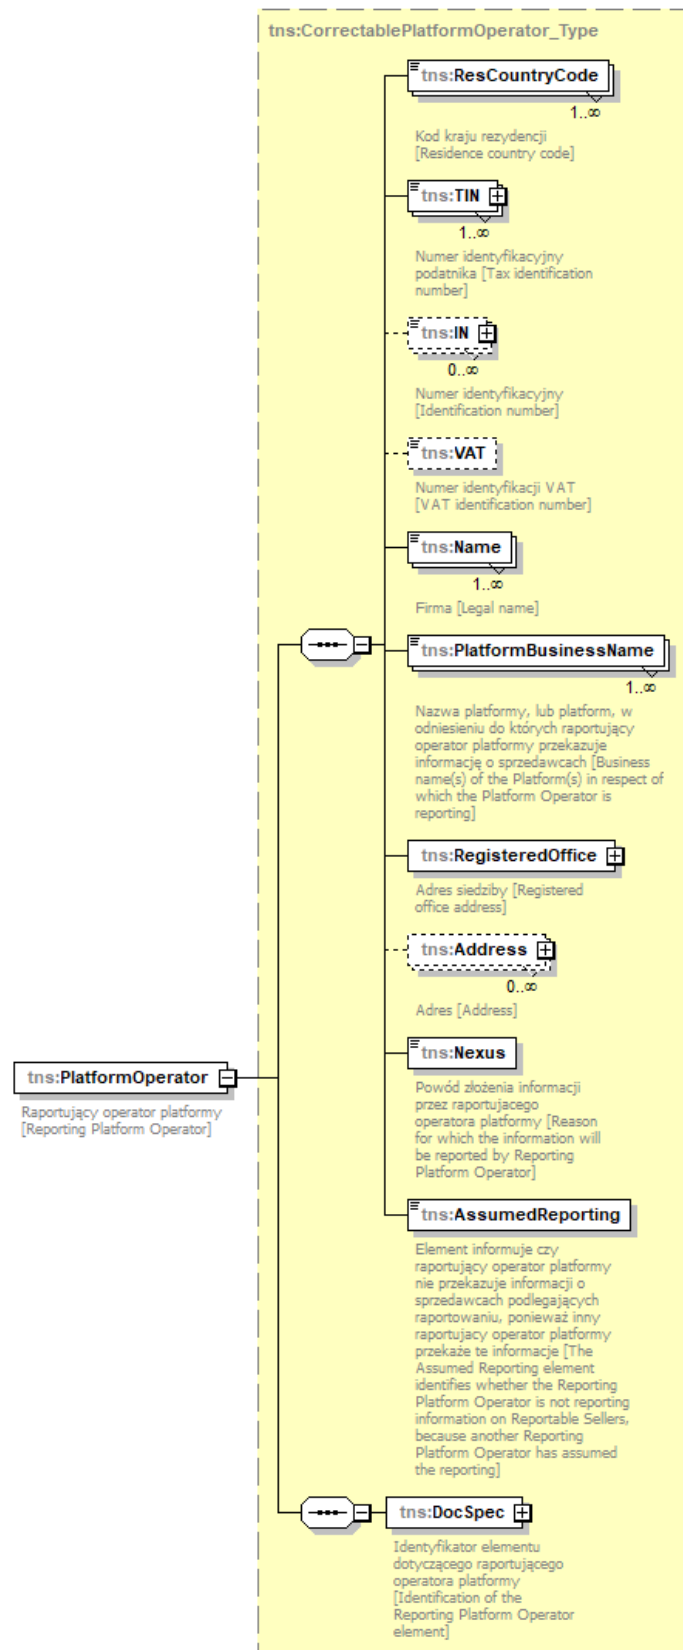 tns:CorrectablePlatformOperator_Type
tns:ResCountryCode
1..∞
Kod kraju rezydencji
[Residence country code]
tns:TIN
1..∞
Numer identyfikacyjny
podatnika [Tax identification
number]
tns:IN
0..∞
Numer identyfikacyjny
[Identification number]
tns:VAT
Numer identyfikacji VAT
[VAT identification number]
tns:Name
1..∞
Firma [Legal name]
tns:PlatformBusinessName
1..∞
Nazwa platformy, lub platform, w
odniesieniu do których raportujący
operator platformy przekazuje
informację o sprzedawcach [Business
name(s) of the Platform(s) in respect of
which the Platform Operator is
reporting]
tns:RegisteredOffice
Adres siedziby [Registered
office address]
tns:Address
0..∞
Adres [Address]
tns:Nexus
Powód złożenia informacji
przez raportujacego
operatora platformy [Reason
for which the information will
be reported by Reporting
Platform Operator]
tns:PlatformOperator
Raportujący operator platformy
[Reporting Platform Operator]
tns:AssumedReporting
Element informuje czy
raportujący operator platformy
nie przekazuje informacji o
sprzedawcach podlegających
raportowaniu, ponieważ inny
raportujacy operator platformy
przekaże te informacje [The
Assumed Reporting element
identifies whether the Reporting
Platform Operator is not reporting
information on Reportable Sellers,
because another Reporting
Platform Operator has assumed
the reporting]
tns:DocSpec
Identyfikator elementu
dotyczącego raportującego
operatora platformy
[Identification of the
Reporting Platform Operator
element]